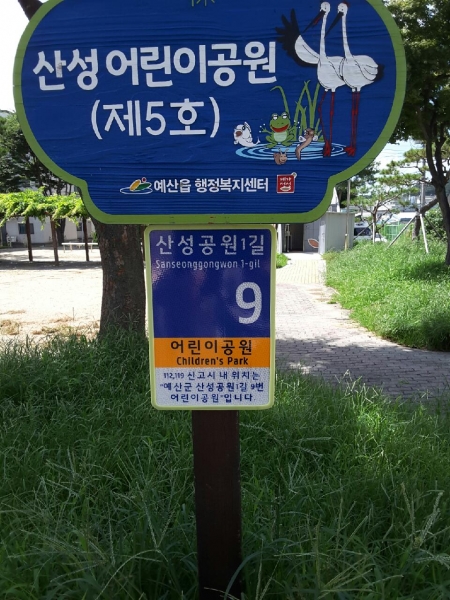 산성 어린이공원
(제5호)
예산읍 행정복지센터
산성공원1길
Sanseonggongwon 1-gil
9
어린이공원
Children's Park
112,119 신고시 내 위치는
"예산군 산성공원1길 9번
어린이공원"입니다.